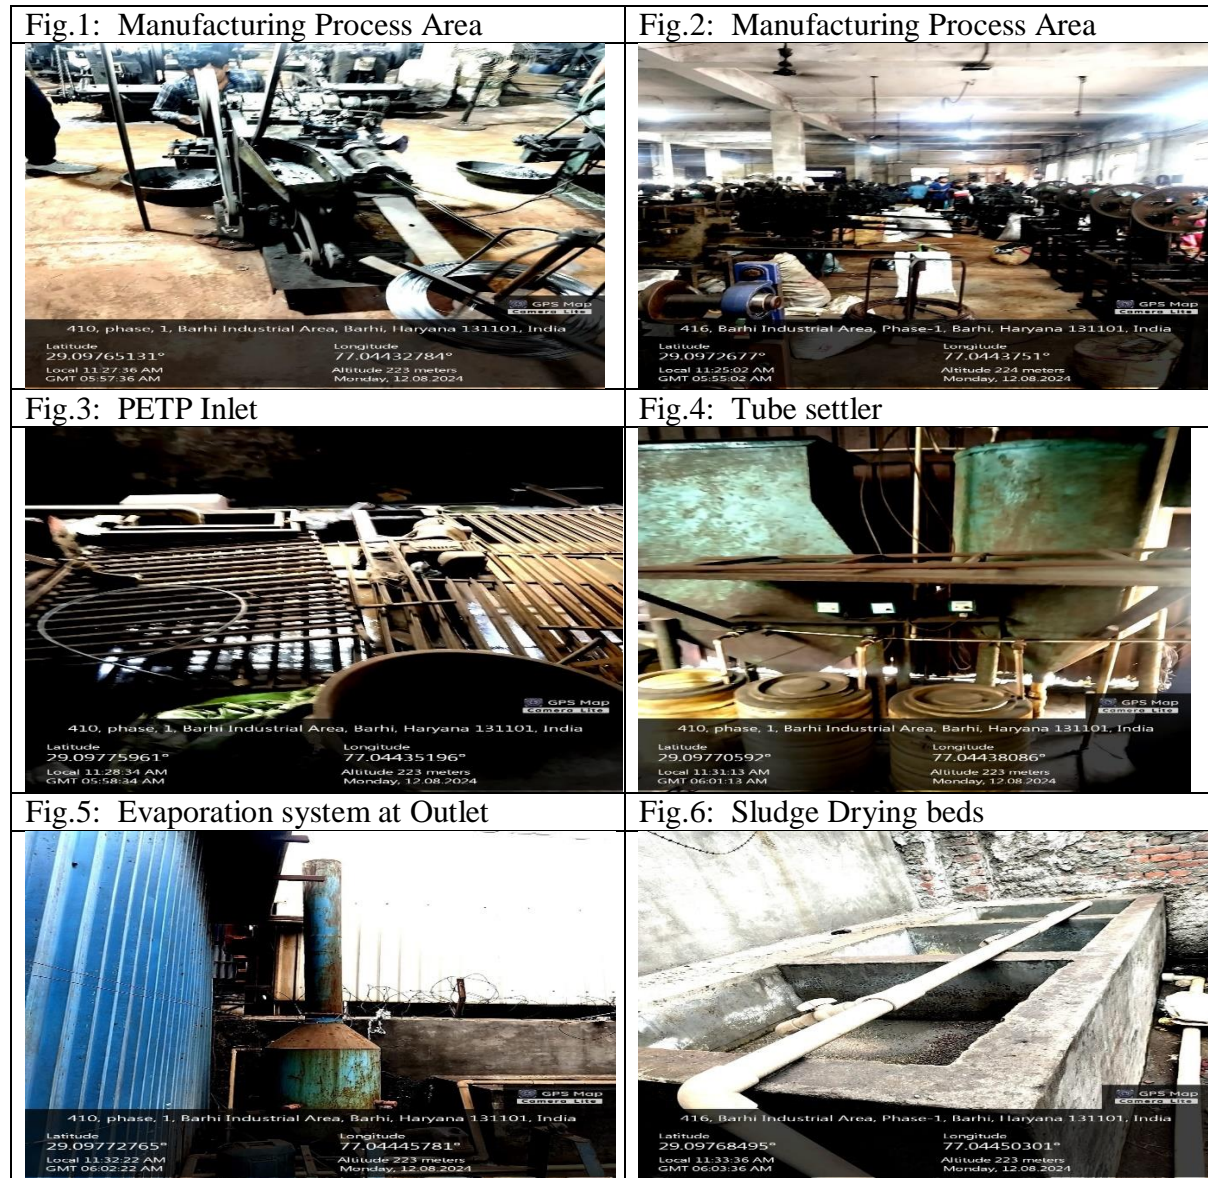 Fig.1: Manufacturing Process Area
Fig.2: Manufacturing Process Area
GPS Map
Camera Lite
410, phase, 1, Barhi Industrial Area, Barhi, Haryana 131101, India
Latitude
29.09765131°
Local 11:27:36 AM
GMT 05:57:36 AM
Longitude
77.04432784°
Altitude 223 meters
Monday, 12.08.2024
GPS Map
Camera Lite
416, Barhi Industrial Area, Phase-1, Barhi, Haryana 131101, India
Latitude
29.0972677°
Local 11:25:02 AM
GMT 05:55:02 AM
Longitude
77.0443751°
Altitude 224 meters
Monday, 12.08.2024
Fig.3: PETP Inlet
Fig.4: Tube settler
GPS Map
Camera Lite
410, phase, 1, Barhi Industrial Area, Barhi, Haryana 131101, India
Latitude
29.09775961°
Local 11:28:34 AM
GMT 05:58:34 AM
Longitude
77.04435196°
Altitude 223 meters
Monday, 12.08.2024
GPS Map
Camera Lite
410, phase, 1, Barhi Industrial Area, Barhi, Haryana 131101, India
Latitude
29.09770592°
Local 11:31:13 AM
GMT 06:01:13 AM
Longitude
77.04438086°
Altitude 223 meters
Monday, 12.08.2024
Fig.5: Evaporation system at Outlet
Fig.6: Sludge Drying beds
GPS Map
Camera Lite
410, phase, 1, Barhi Industrial Area, Barhi, Haryana 131101, India
Latitude
29.09772765°
Local 11:32:22 AM
GMT 06:02:22 AM
Longitude
77.04445781°
Altitude 223 meters
Monday, 12.08.2024
GPS Map
Camera Lite
416, Barhi Industrial Area, Phase-1, Barhi, Haryana 131101, India
Latitude
29.09768495°
Local 11:33:36 AM
GMT 06:03:36 AM
Longitude
77.04450301°
Altitude 223 meters
Monday, 12.08.2024